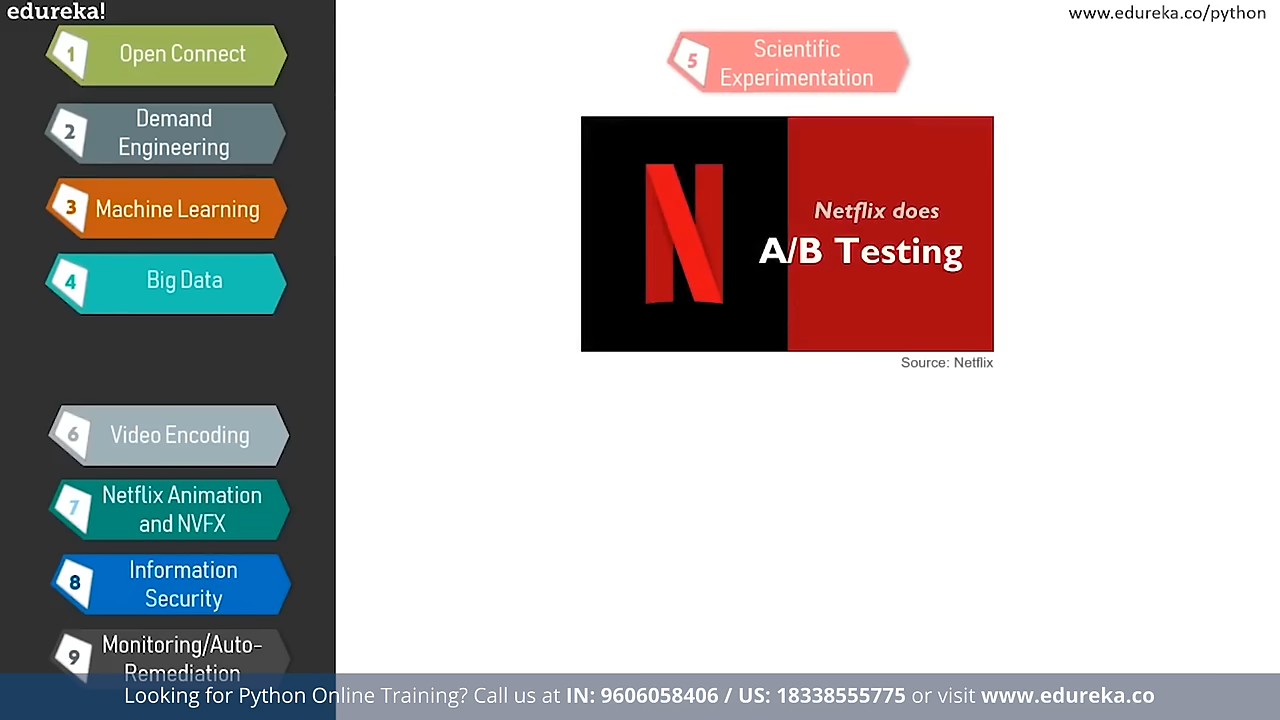 edureka!
www.edureka.co/python
1
Open Connect
2
Demand
Engineering
3
Machine Learning
4
Big Data
5
Scientific
Experimentation
N
Netflix does
A/B Testing
Source: Netflix
6
Video Encoding
7
Netflix Animation
and NVFX
8
Information
Security
9
Monitoring/Auto-
Remediation
Looking for Python Online Training? Call us at IN: 9606058406 / US: 18338555775 or visit www.edureka.co